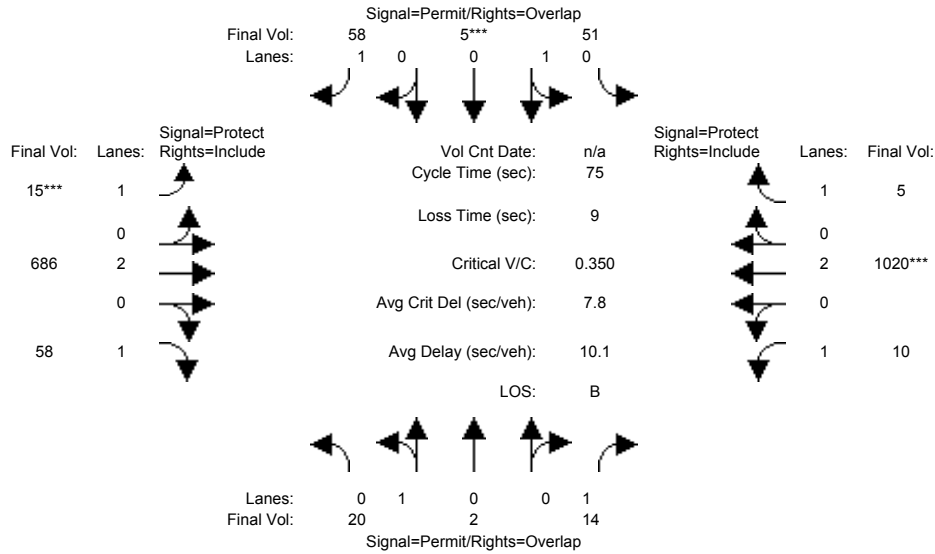 Signal=Permit/Rights=Overlap
Final Vol: 58 5*** 51
Lanes: 1 0 0 1 0
Signal=Protect
Final Vol: Lanes: Rights=Include
Vol Cnt Date: n/a
Signal=Protect
Rights=Include Lanes: Final Vol:
Cycle Time (sec): 75
15*** 1
1 5
Loss Time (sec): 9
0
0
686 2
Critical V/C: 0.350
2 1020***
0
Avg Crit Del (sec/veh): 7.8
0
58 1
Avg Delay (sec/veh): 10.1
1 10
LOS: B
Lanes: 0 1 0 0 1
Final Vol: 20 2 14
Signal=Permit/Rights=Overlap